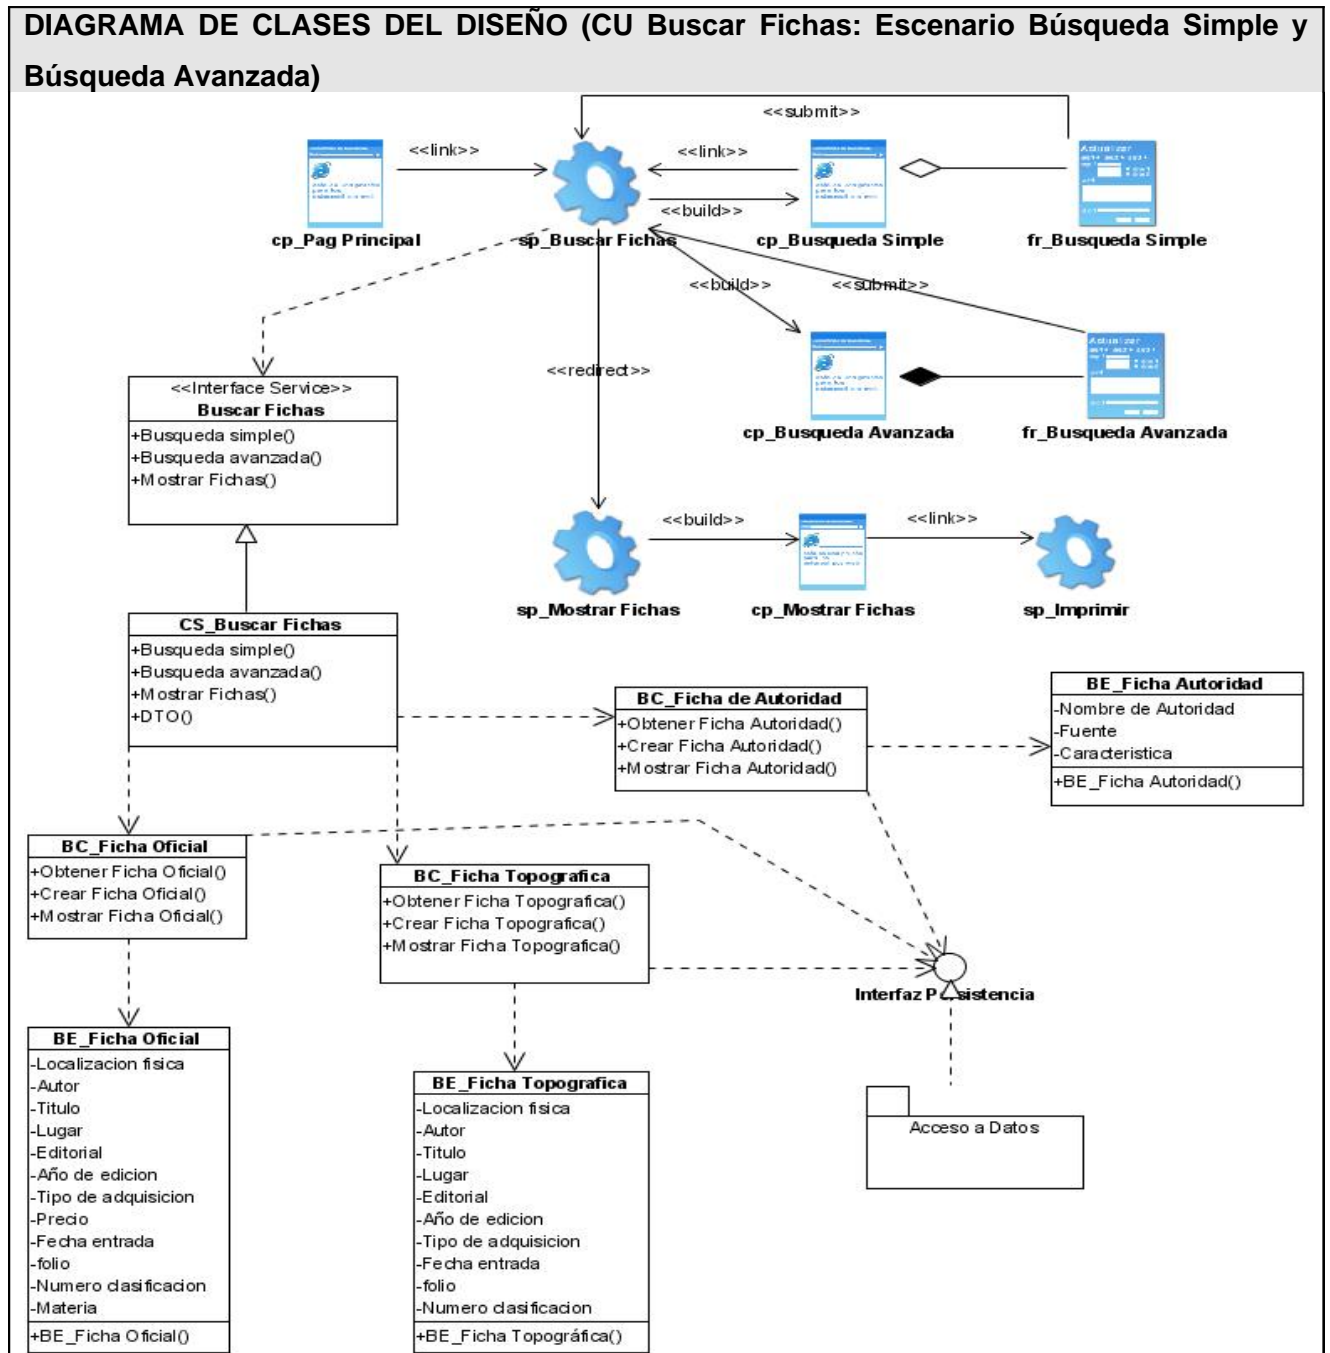 DIAGRAMA DE CLASES DEL DISEÑO (CU Buscar Fichas: Escenario Búsqueda Simple y
Búsqueda Avanzada)
<<submit>>
<<link>>
<<link>>
<<build>>
Actualizar
cp_Pag Principal
sp_Buscar Fichas
cp_Busqueda Simple
fr_Busqueda Simple
<<build>>
<<submit>>
Actualizar
<<redirect>>
cp_Busqueda Avanzada
fr_Busqueda Avanzada
<<Interface Service>>
Buscar Fichas
+Busqueda simple()
+Busqueda avanzada()
+Mostrar Fichas()
<<build>>
<<link>>
sp_Mostrar Fichas
cp_Mostrar Fichas
sp_Imprimir
CS_Buscar Fichas
+Busqueda simple()
+Busqueda avanzada()
+Mostrar Fichas()
+DTO()
BC_Ficha de Autoridad
+Obtener Ficha Autoridad()
+Crear Ficha Autoridad()
+Mostrar Ficha Autoridad()
BE_Ficha Autoridad
-Nombre de Autoridad
-Fuente
-Caracteristica
+BE_Ficha Autoridad()
BC_Ficha Oficial
+Obtener Ficha Oficial()
+Crear Ficha Oficial()
+Mostrar Ficha Oficial()
BC_Ficha Topografica
+Obtener Ficha Topografica()
+Crear Ficha Topografica()
+Mostrar Ficha Topografica()
Interfaz Persistencia
BE_Ficha Oficial
-Localizacion fisica
-Autor
-Titulo
-Lugar
-Editorial
-Año de edicion
-Tipo de adquisicion
-Precio
-Fecha entrada
-folio
-Numero clasificacion
-Materia
+BE_Ficha Oficial()
BE_Ficha Topografica
-Localizacion fisica
-Autor
-Titulo
-Lugar
-Editorial
-Año de edicion
-Tipo de adquisicion
-Fecha entrada
-folio
-Numero clasificacion
+BE_Ficha Topográfica()
Acceso a Datos